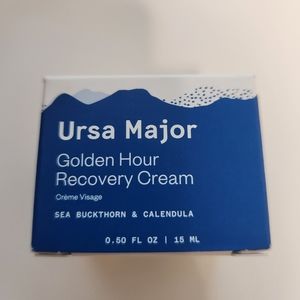 Ursa Major
Golden Hour
Recovery Cream
Crème Visage
SEA BUCKTHORN & CALENDULA
0.50 FL OZ | 15 ML